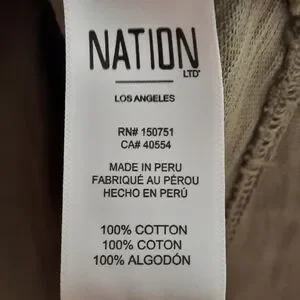 NATION
LTD
LOS ANGELES
RN# 150751
CA# 40554
MADE IN PERU
FABRIQUÉ AU PÉROU
HECHO EN PERÚ
100% COTTON
100% COTON
100% ALGODÓN